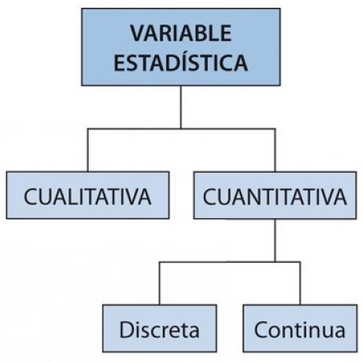 VARIABLE
ESTADÍSTICA
CUALITATIVA
CUANTITATIVA
Discreta
Continua